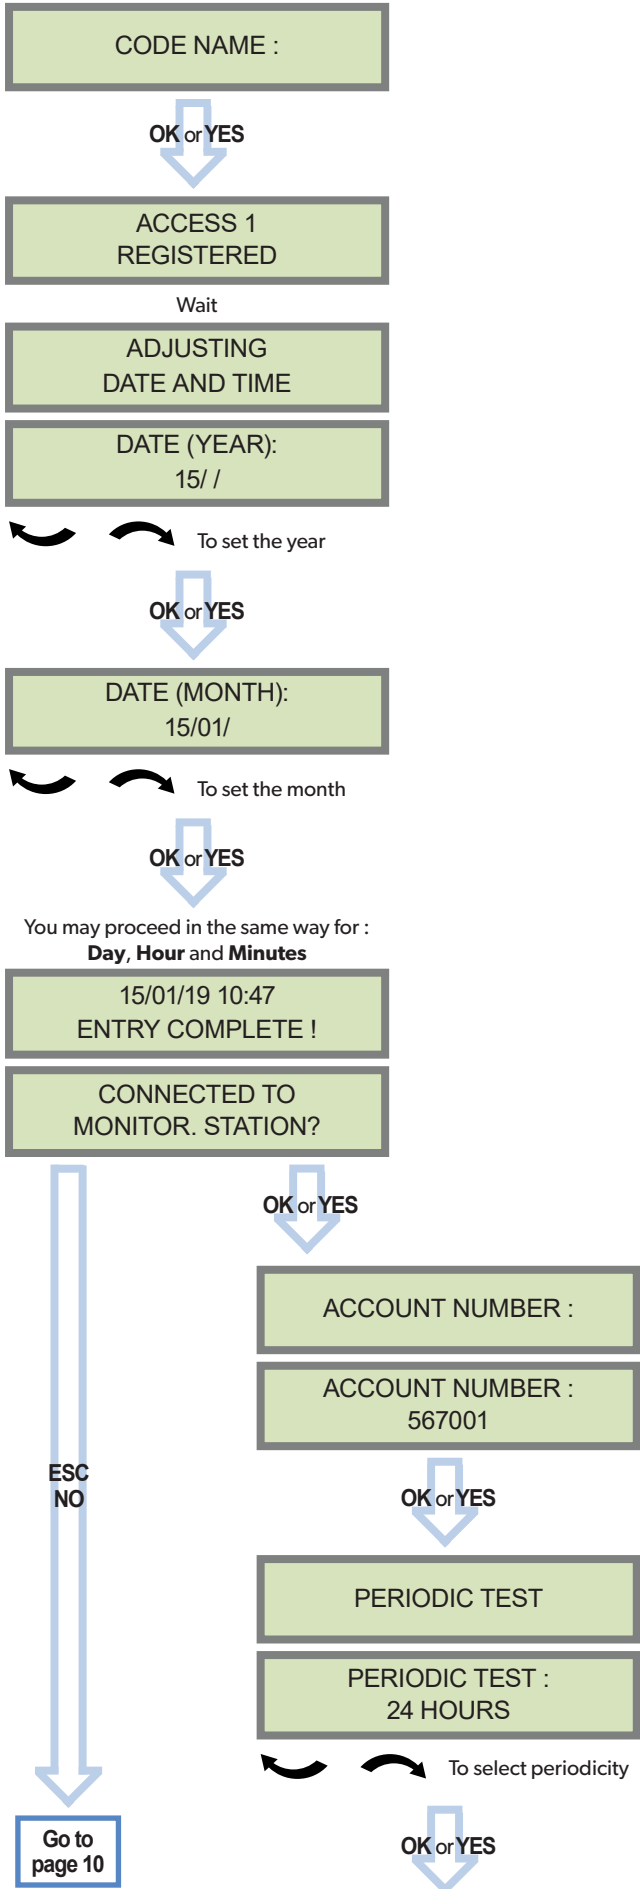 CODE NAME :
OK or YES
ACCESS 1
REGISTERED
Wait
ADJUSTING
DATE AND TIME
DATE (YEAR):
15/ /
To set the year
OK or YES
DATE (MONTH):
15/01/
To set the month
OK or YES
You may proceed in the same way for :
Day, Hour and Minutes
15/01/19 10:47
ENTRY COMPLETE !
CONNECTED TO
MONITOR. STATION?
OK or YES
ACCOUNT NUMBER :
ACCOUNT NUMBER :
567001
ESC
NO
OK or YES
PERIODIC TEST
PERIODIC TEST :
24 HOURS
To select periodicity
Go to
page 10
OK or YES